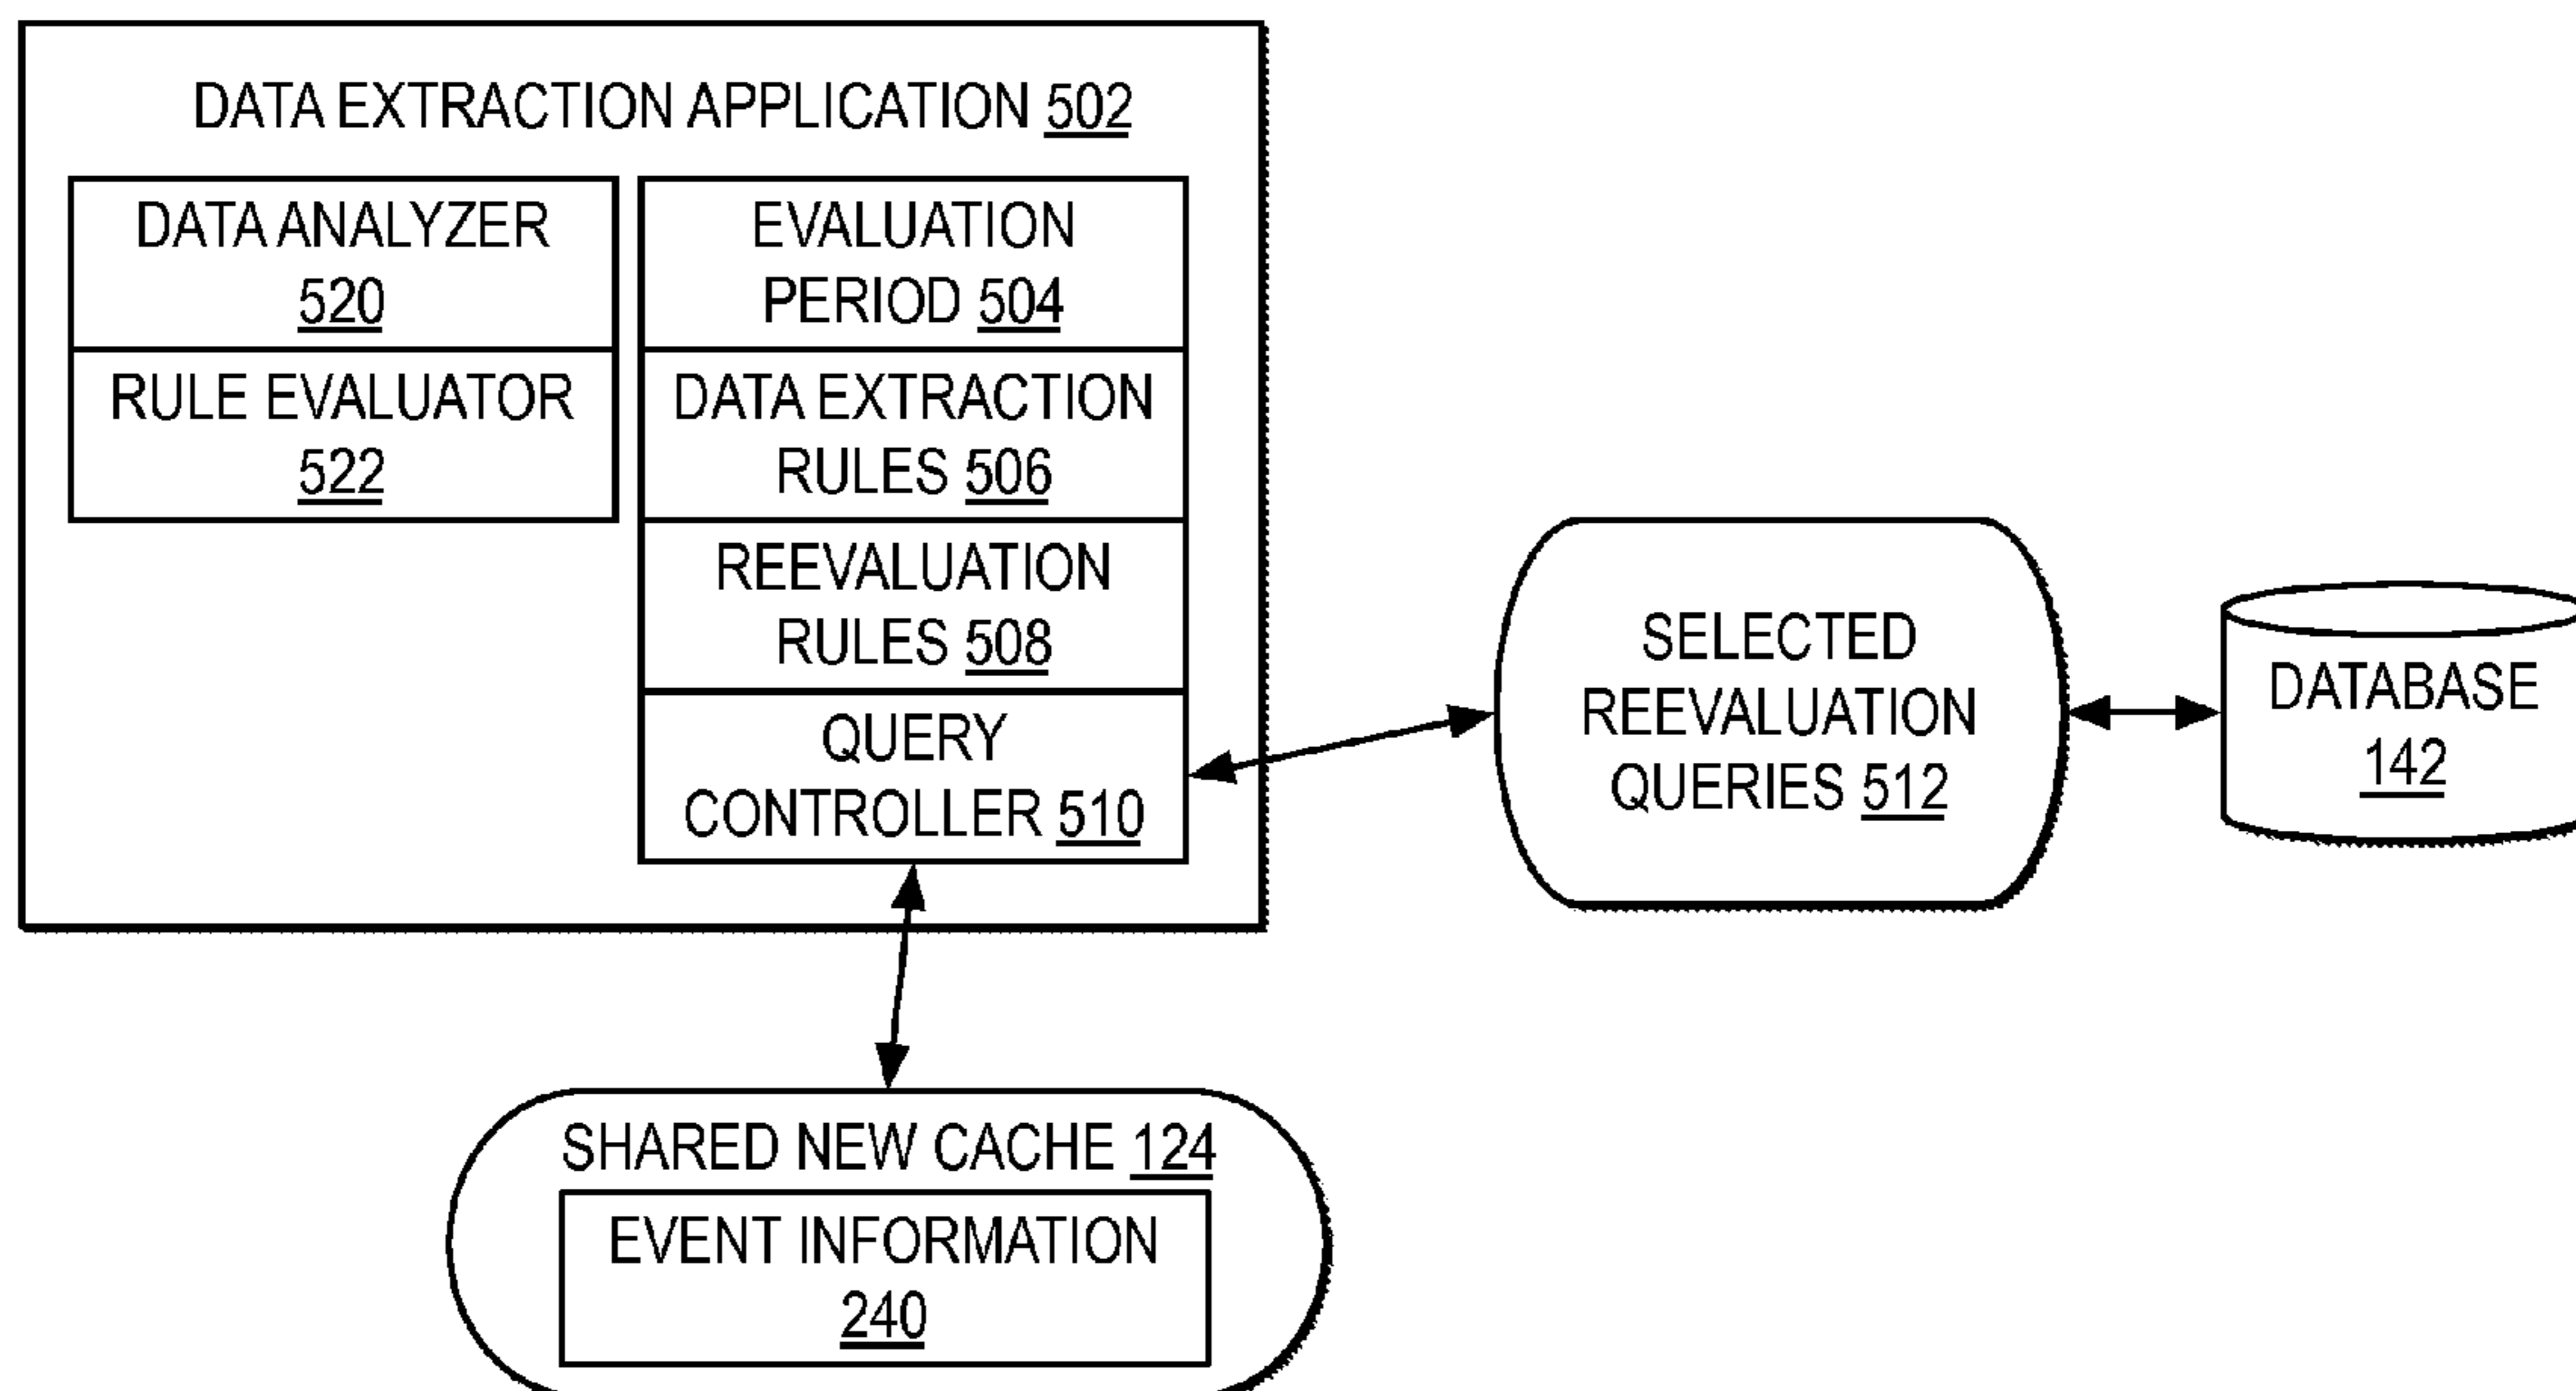 DATA EXTRACTION APPLICATION 502
DATA ANALYZER
520
RULE EVALUATOR
522
EVALUATION
PERIOD 504
DATA EXTRACTION
RULES 506
REEVALUATION
RULES 508
QUERY
CONTROLLER 510
SELECTED
REEVALUATION
QUERIES 512
DATABASE
142
SHARED NEW CACHE 124
EVENT INFORMATION
240